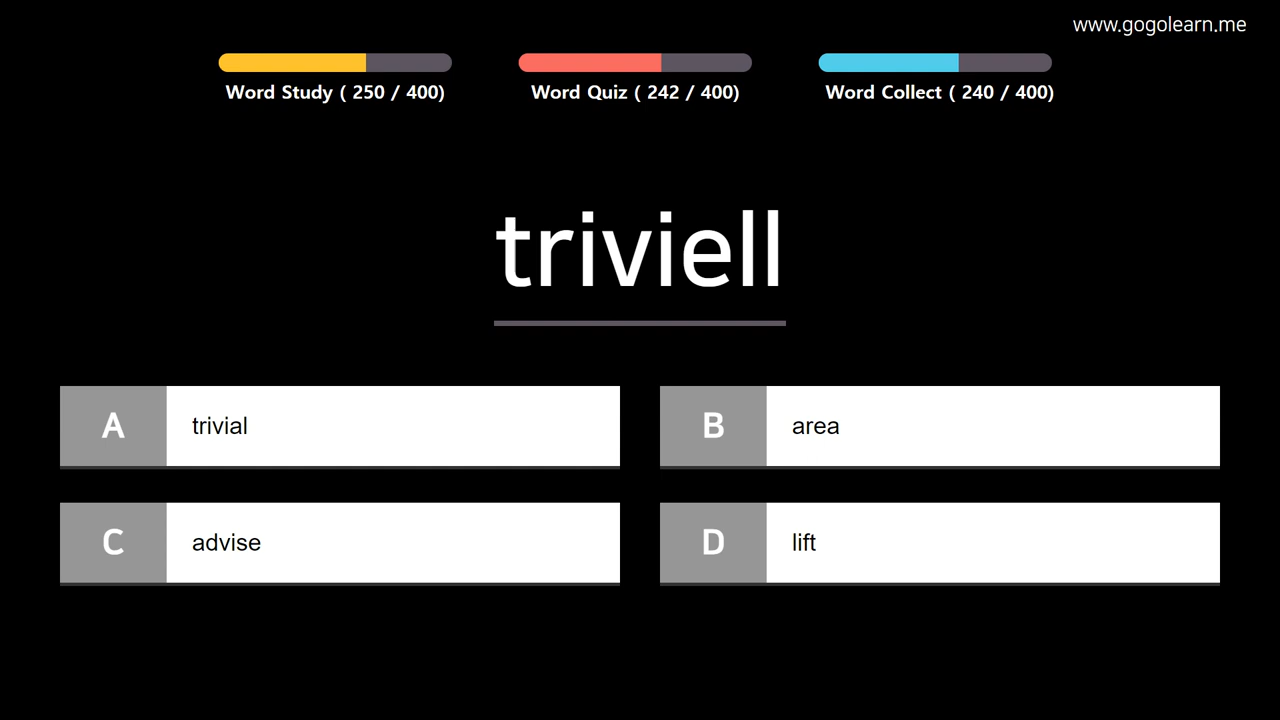 www.gogolearn.me
Word Study ( 250 / 400)
Word Quiz ( 242 / 400)
Word Collect ( 240 / 400)
triviell
A trivial
B area
C advise
D lift